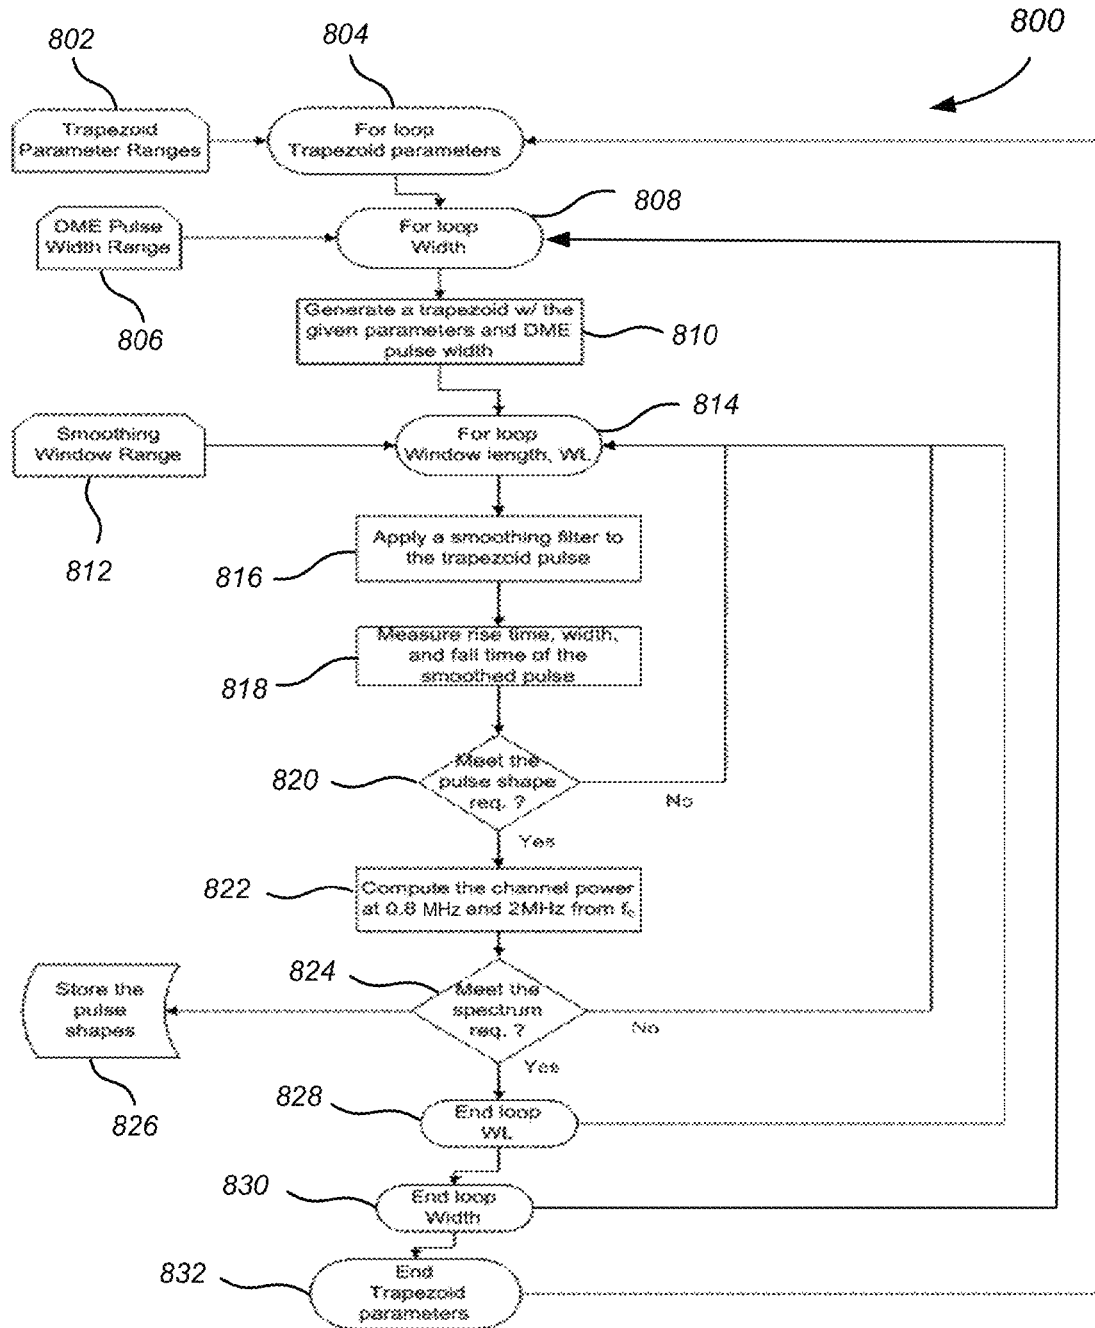 800
802
804
Trapezoid
Parameter Ranges
For loop
Trapezoid parameters
808
DME Pulse
Width Range
For loop
Width
806
Generate a trapezoid w/ the
given parameters and DME
pulse width
810
814
Smoothing
Window Range
For loop
Window length, WL
812
Apply a smoothing filter to
the trapezoid pulse
816
Measure rise time, width,
and fall time of the
smoothed pulse
818
Meet the
pulse shape
req. ?
820
No
Yes
822
Compute the channel power
at 0.8 MHz and 2MHz from fc
824
Meet the
spectrum
req. ?
Store the
pulse
shapes
No
Yes
826
828
End loop
WL
830
End loop
Width
832
End
Trapezoid
parameters